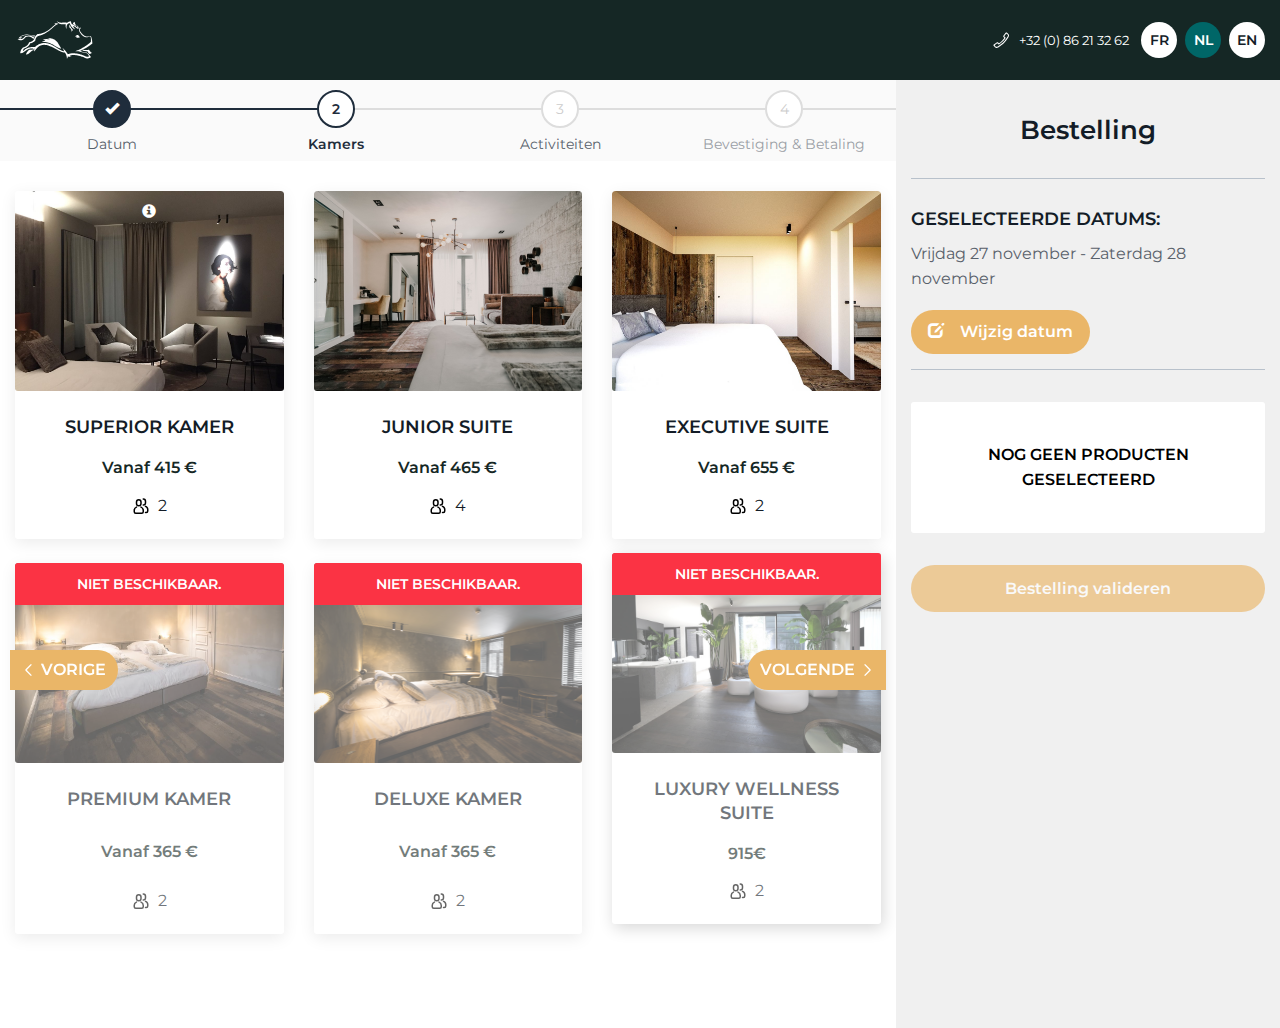 +32 (0) 86 21 32 62
FR
NL
EN
2
3
4
Datum
Kamers
Activiteiten
Bevestiging & Betaling
Bestelling
GESELECTEERDE DATUMS:
Vrijdag 27 november - Zaterdag 28
november
Wijzig datum
NOG GEEN PRODUCTEN
GESELECTEERD
Bestelling valideren
SUPERIOR KAMER
Vanaf 415 €
2
JUNIOR SUITE
Vanaf 465 €
4
EXECUTIVE SUITE
Vanaf 655 €
2
NIET BESCHIKBAAR.
PREMIUM KAMER
Vanaf 365 €
2
NIET BESCHIKBAAR.
DELUXE KAMER
Vanaf 365 €
2
NIET BESCHIKBAAR.
LUXURY WELLNESS
SUITE
915€
2
VORIGE
VOLGENDE